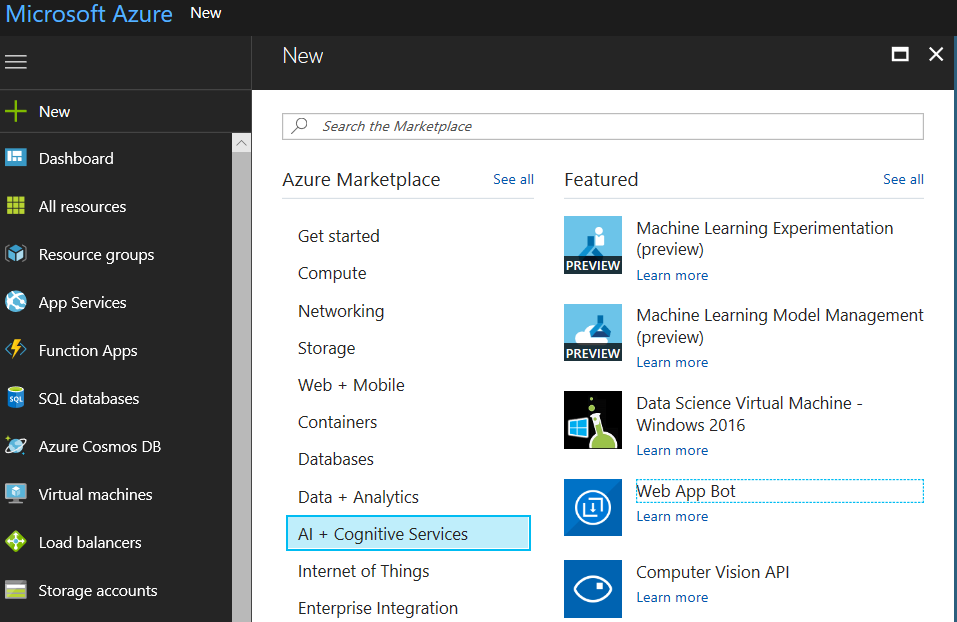 Microsoft Azure New
New
Dashboard
All resources
Resource groups
App Services
Function Apps
SQL
SQL databases
Azure Cosmos DB
Virtual machines
Load balancers
Storage accounts
New
Search the Marketplace
Azure Marketplace See all
Get started
Compute
Networking
Storage
Web + Mobile
Containers
Databases
Data + Analytics
AI + Cognitive Services
Internet of Things
Enterprise Integration
Featured See all
PREVIEW
Machine Learning Experimentation
(preview)
Learn more
PREVIEW
Machine Learning Model Management
(preview)
Learn more
Data Science Virtual Machine -
Windows 2016
Learn more
Web App Bot
Learn more
Computer Vision API
Learn more